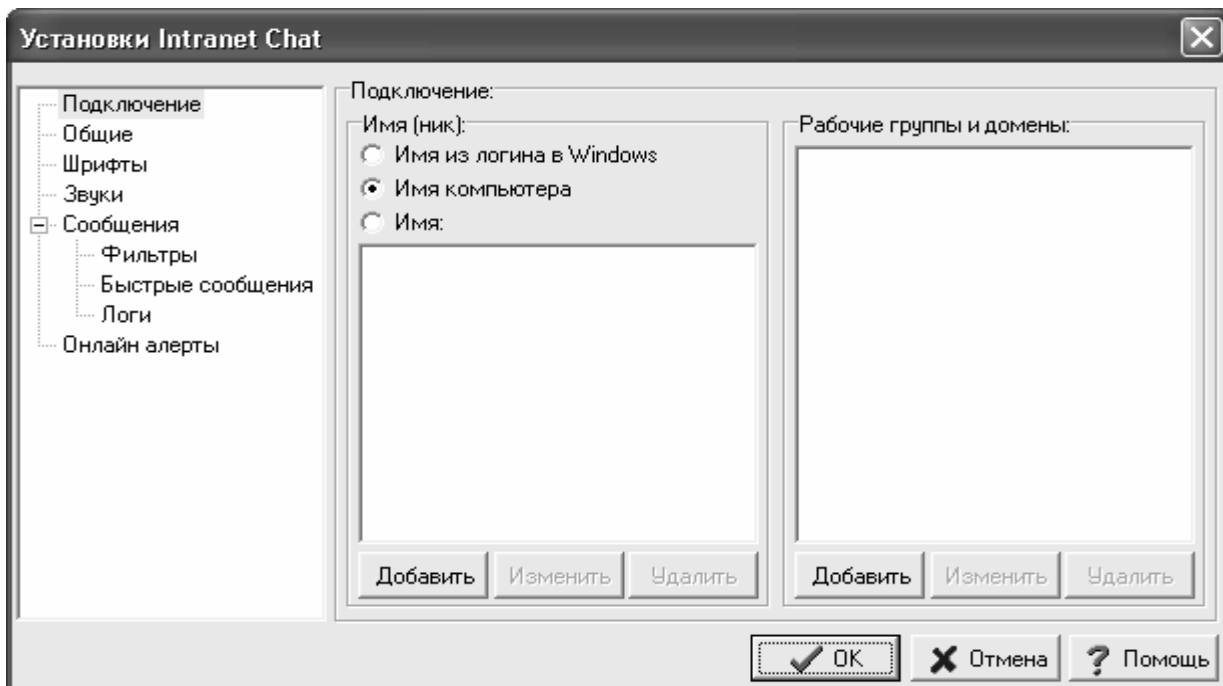 Установки Intranet Chat
Подключение
Общие
Шрифты
Звуки
Сообщения
Фильтры
Быстрые сообщения
Логи
Онлайн алерты
Подключение:
Имя (ник):
Имя из логина в Windows
Имя компьютера
Имя:
Добавить Изменить Удалить
Рабочие группы и домены:
Добавить Изменить Удалить
OK Отмена ? Помощь